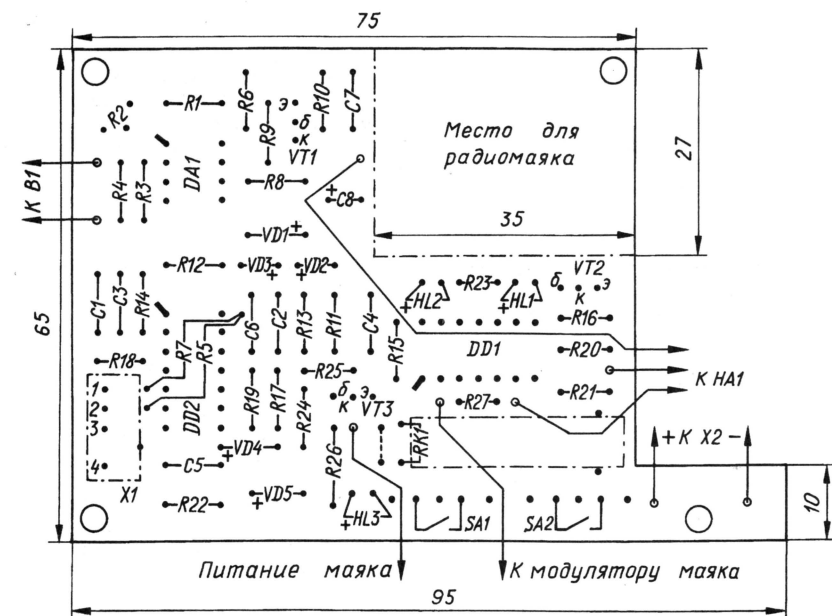 75
R2
R1
R6
R9
э
б
к
VT1
R10
C7
Место для
радиомаяка
27
К В1
R4
R3
DA1
R8
+
C8
35
+
VD1
R12
VD3
+
+
VD2
HL2
+
R23
HL1
+
VT2
б
к
э
65
C1
C3
R14
R7
R5
C6
C2
R13
R11
C4
R15
R16
DD1
R20
К НА1
R18
R25
R21
1
2
3
4
X1
DD2
R19
R17
R24
б
к
э
VT3
R27
RK1
VD4
+
R26
+ К Х2 -
C5
R22
VD5
+
HL3
+
SA1
SA2
10
Питание маяка
К модулятору маяка
95